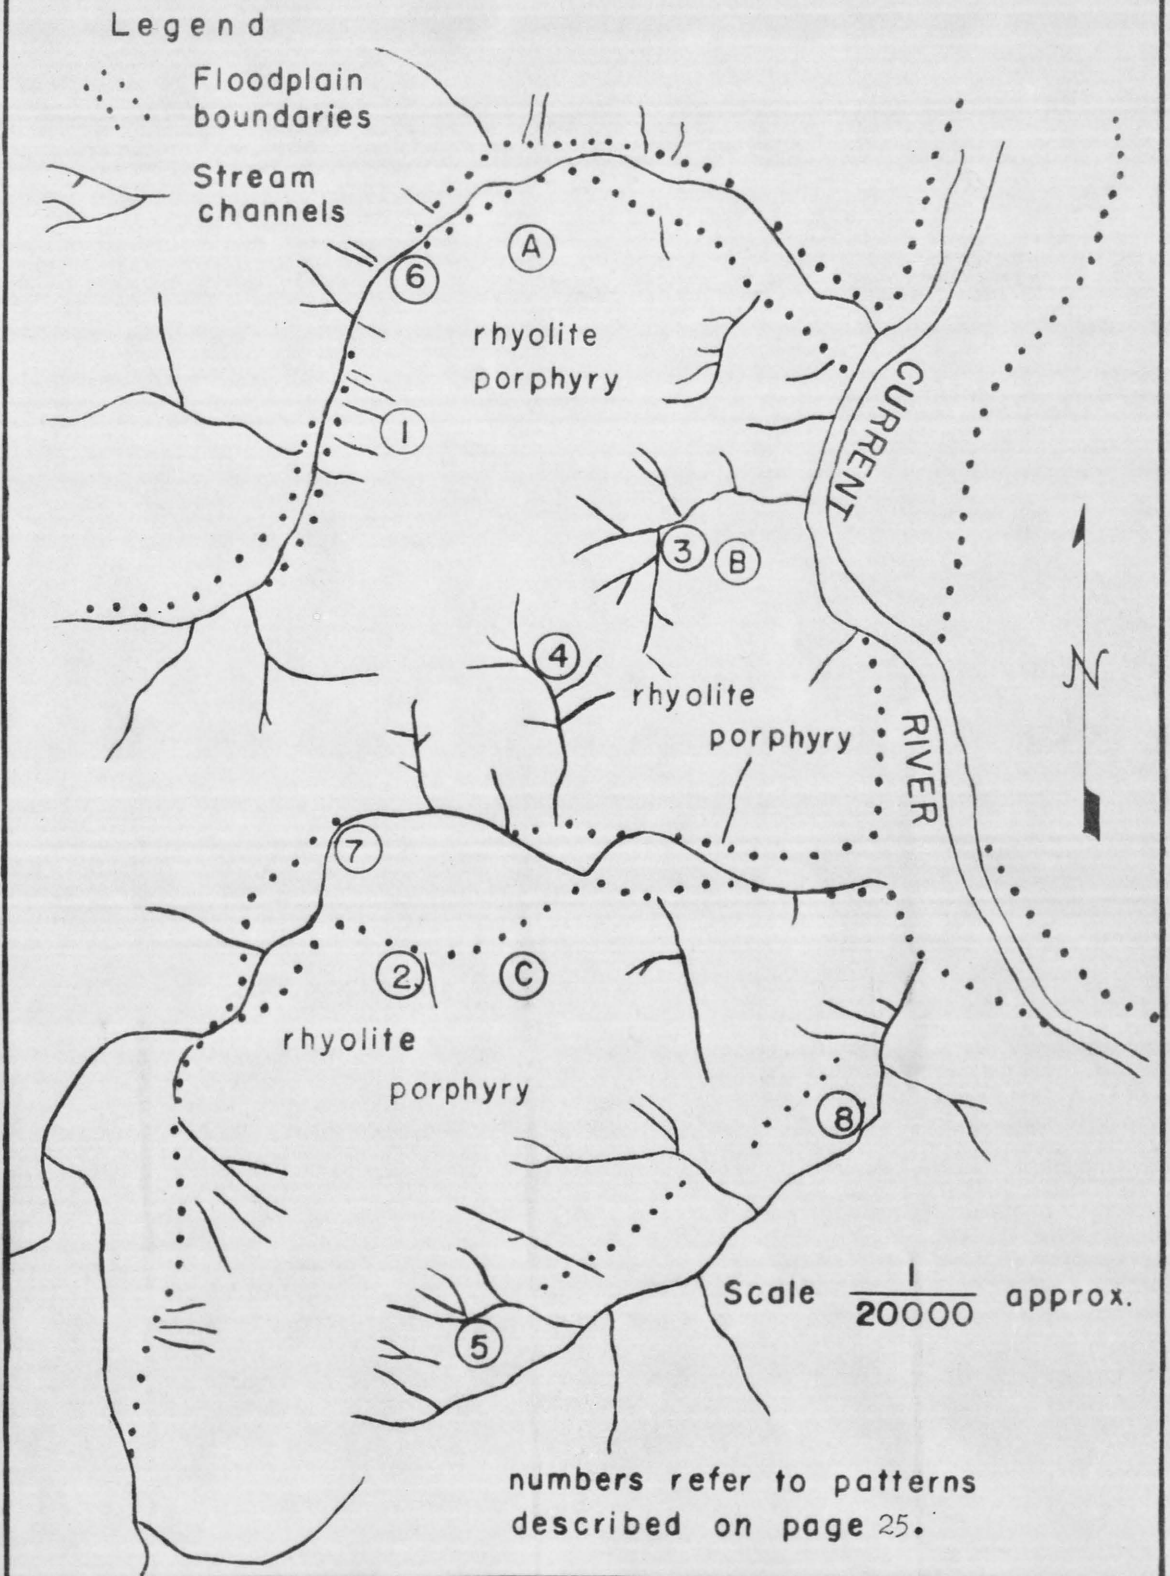 Legend
Floodplain
boundaries
Stream
channels
A
6
rhyolite
porphyry
1
CURRENT
3
B
4
rhyolite
porphyry
RIVER
N
7
2
C
rhyolite
porphyry
8
Scale 1/20000 approx.
5
numbers refer to patterns
described on page 25.